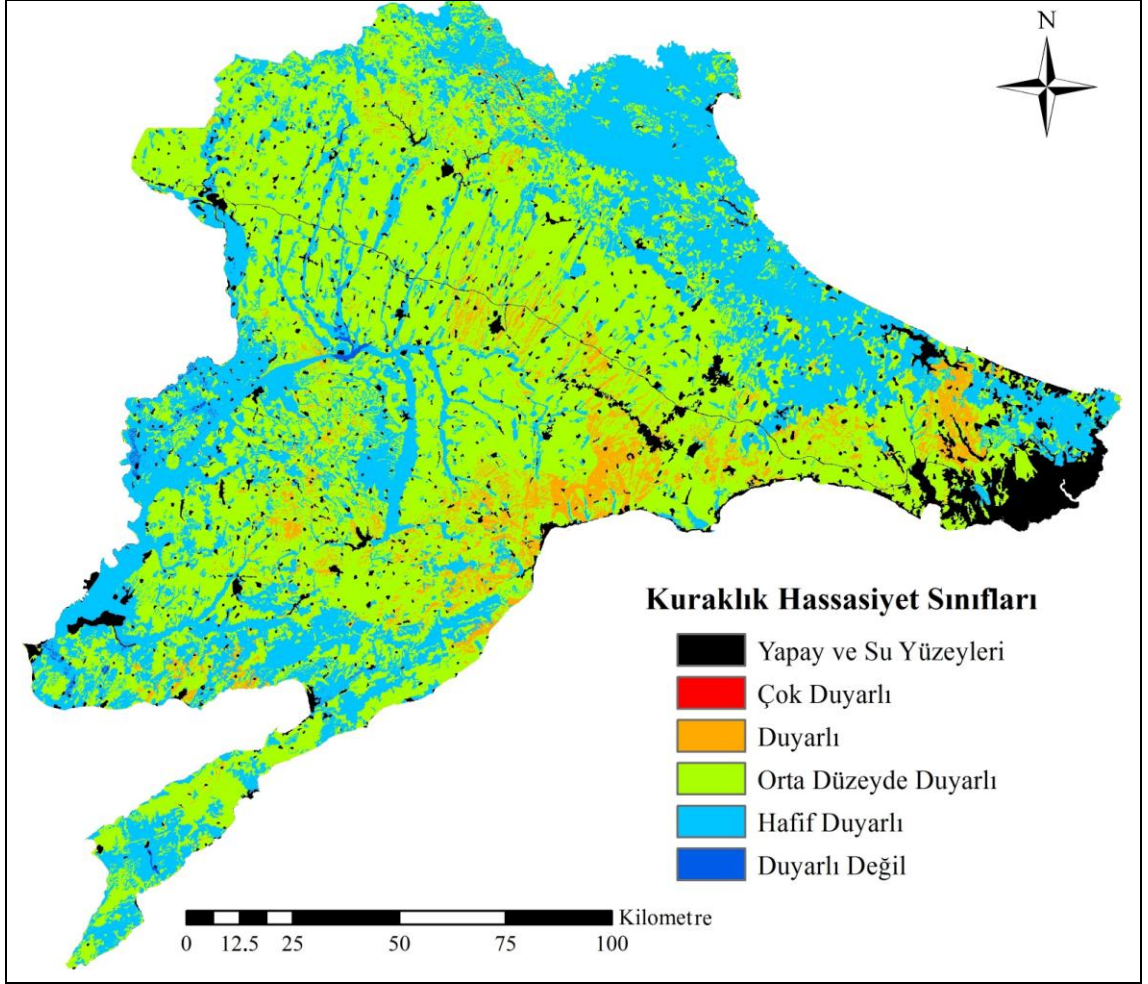 N
Kuraklık Hassasiyet Sınıfları
Yapay ve Su Yüzeyleri
Çok Duyarlı
Duyarlı
Orta Düzeyde Duyarlı
Hafif Duyarlı
Duyarlı Değil
Kilometre
0 12.5 25 50 75 100